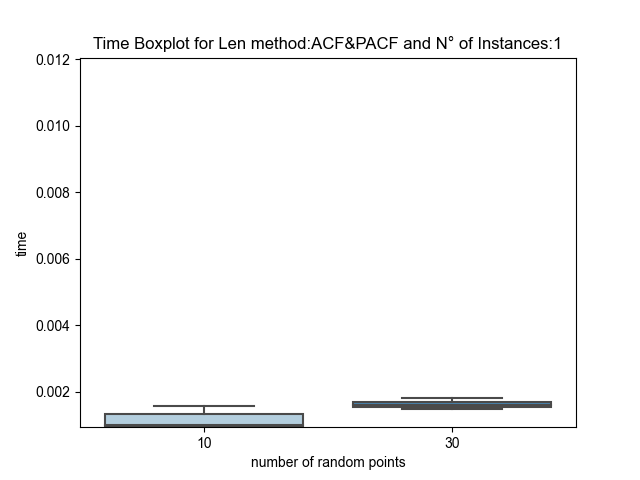 Time Boxplot for Len method:ACF&PACF and N° of Instances:1
0.012
0.010
0.008
0.006
0.004
0.002
time
10
30
number of random points